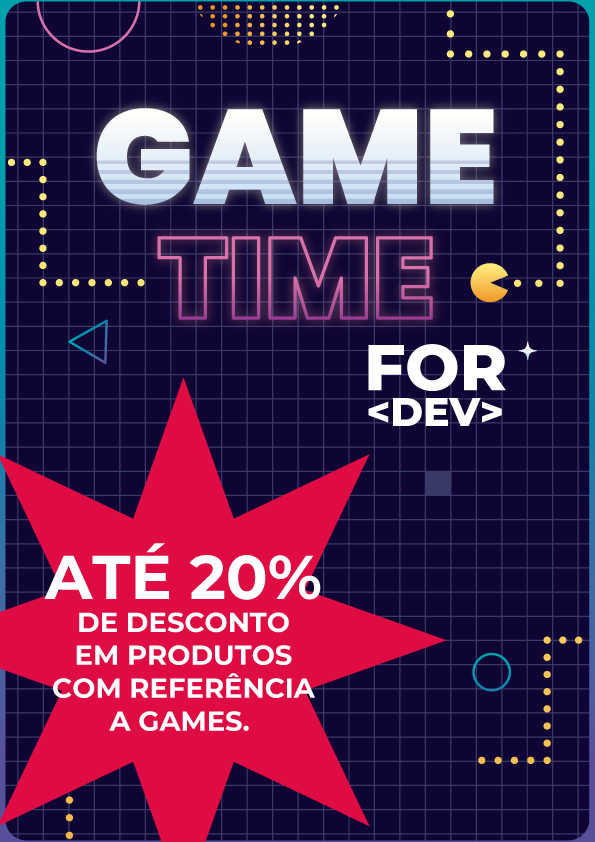 GAME
TIME
FOR
<DEV>
ATÉ 20%
DE DESCONTO
EM PRODUTOS
COM REFERÊNCIA
A GAMES.